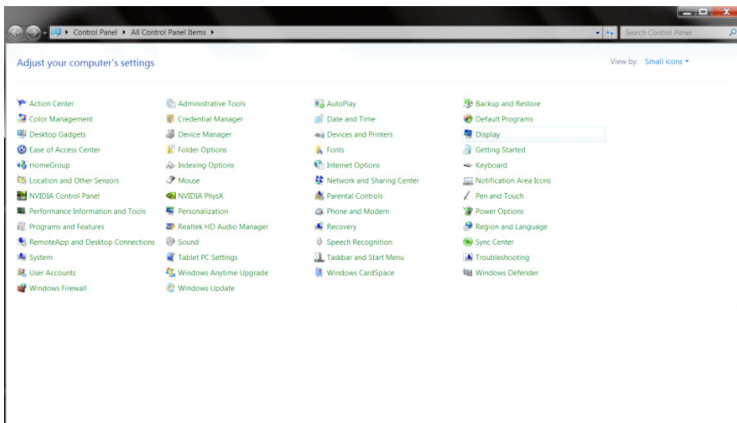 Control Panel ▸ All Control Panel Items ▸ Search Control Panel
Adjust your computer's settings View by: Small icons
Action Center Administrative Tools AutoPlay Backup and Restore
Color Management Credential Manager Date and Time Default Programs
Desktop Gadgets Device Manager Devices and Printers Display
Ease of Access Center Folder Options Fonts Getting Started
HomeGroup Indexing Options Internet Options Keyboard
Location and Other Sensors Mouse Network and Sharing Center Notification Area Icons
NVIDIA Control Panel NVIDIA PhysX Parental Controls Pen and Touch
Performance Information and Tools Personalization Phone and Modem Power Options
Programs and Features Realtek HD Audio Manager Recovery Region and Language
RemoteApp and Desktop Connections Sound Speech Recognition Sync Center
System Tablet PC Settings Taskbar and Start Menu Troubleshooting
User Accounts Windows Anytime Upgrade Windows CardSpace Windows Defender
Windows Firewall Windows Update